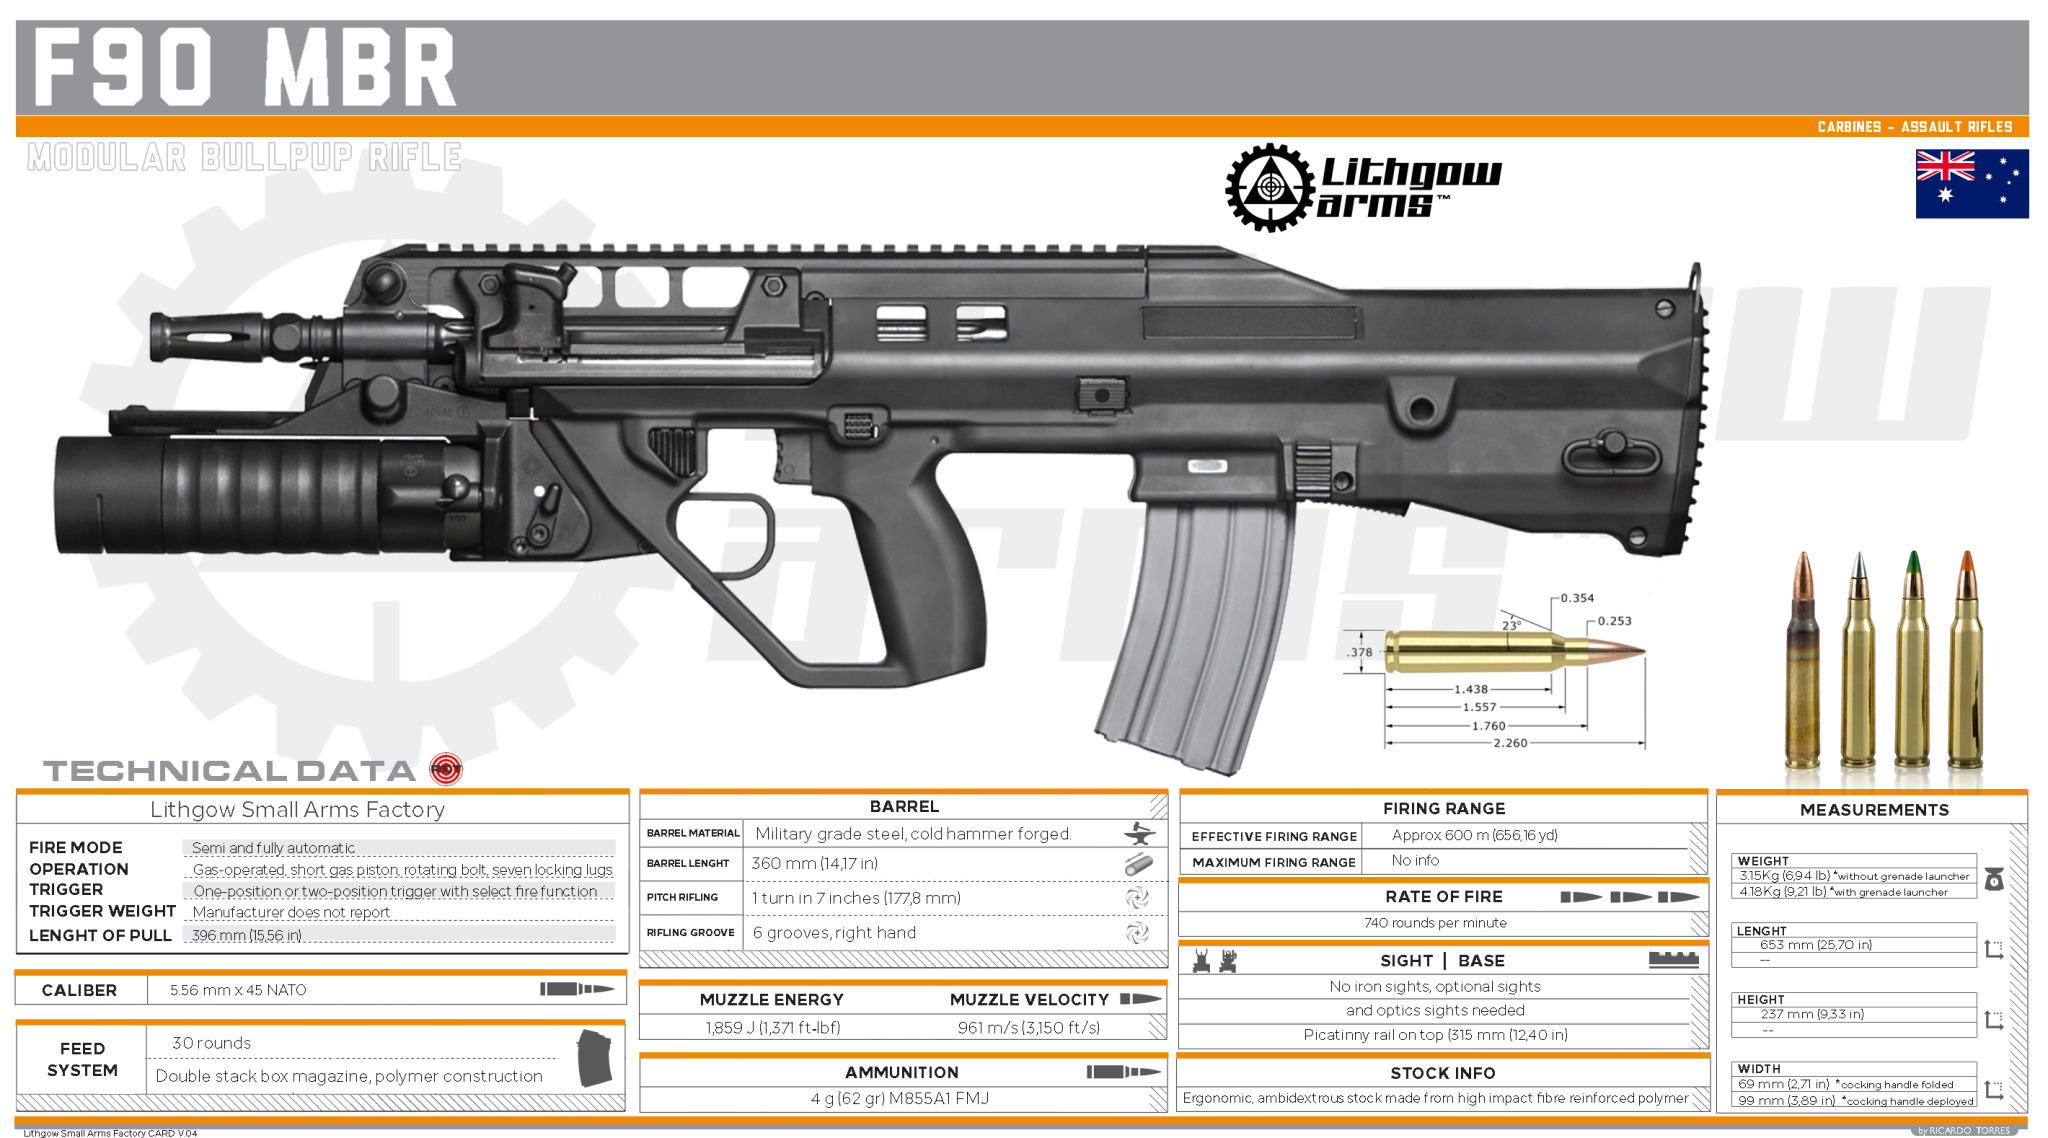 F90 MBR
CARBINES - ASSAULT RIFLES
MODULAR BULLPUP RIFLE
Lithgow
arms™
0.354
23°
0.253
.378
1.438
1.557
1.760
2.260
TECHNICAL DATA
Lithgow Small Arms Factory
FIRE MODE Semi and fully automatic
OPERATION Gas-operated, short gas piston, rotating bolt, seven locking lugs
TRIGGER One-position or two-position trigger with select fire function
TRIGGER WEIGHT Manufacturer does not report
LENGHT OF PULL 396 mm (15,56 in)
CALIBER 5.56 mm x 45 NATO
FEED SYSTEM
30 rounds
Double stack box magazine, polymer construction
BARREL
BARREL MATERIAL Military grade steel, cold hammer forged.
BARREL LENGHT 360 mm (14,17 in)
PITCH RIFLING 1 turn in 7 inches (177,8 mm)
RIFLING GROOVE 6 grooves, right hand
MUZZLE ENERGY MUZZLE VELOCITY
1,859 J (1,371 ft-lbf) 961 m/s (3,150 ft/s)
AMMUNITION
4 g (62 gr) M855A1 FMJ
FIRING RANGE
EFFECTIVE FIRING RANGE Approx 600 m (656,16 yd)
MAXIMUM FIRING RANGE No info
RATE OF FIRE
740 rounds per minute
SIGHT | BASE
No iron sights, optional sights
and optics sights needed
Picatinny rail on top (315 mm (12,40 in)
STOCK INFO
Ergonomic, ambidextrous stock made from high impact fibre reinforced polymer
MEASUREMENTS
WEIGHT
3.15Kg (6,94 lb) *without grenade launcher
4.18Kg (9,21 lb) *with grenade launcher
LENGHT
653 mm (25,70 in)
--
HEIGHT
237 mm (9,33 in)
--
WIDTH
69 mm (2,71 in) *cocking handle folded
99 mm (3,89 in) *cocking handle deployed
Lithgow Small Arms Factory CARD V.04
by RICARDO TORRES